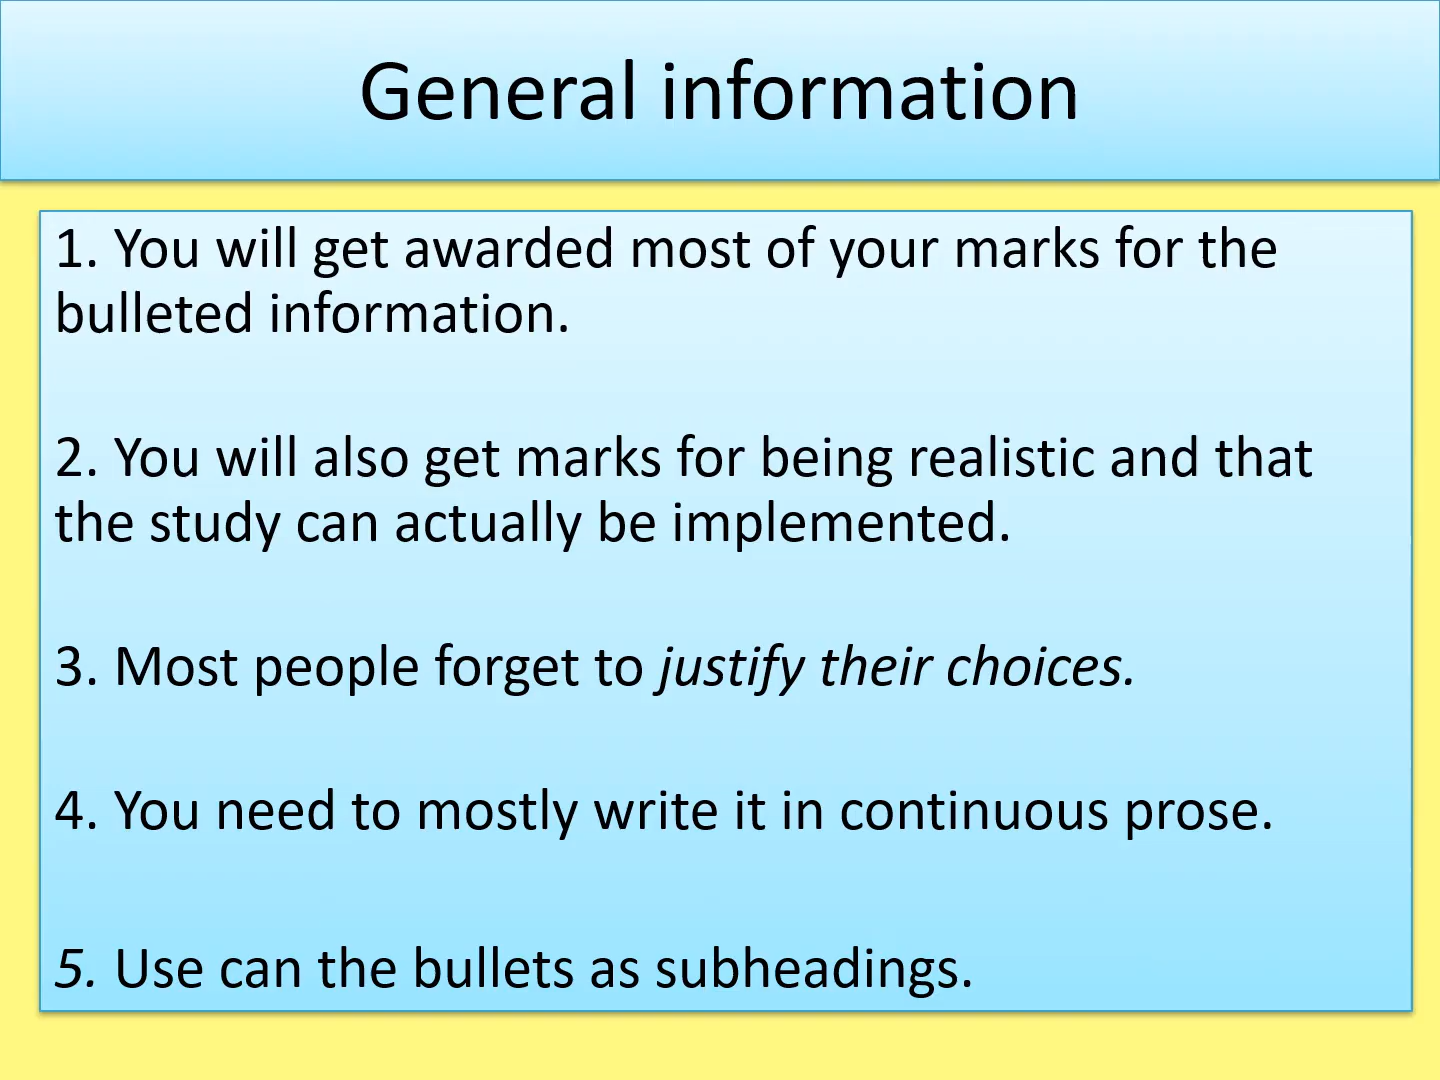 General information
1. You will get awarded most of your marks for the
bulleted information.
2. You will also get marks for being realistic and that
the study can actually be implemented.
3. Most people forget to justify their choices.
4. You need to mostly write it in continuous prose.
5. Use can the bullets as subheadings.